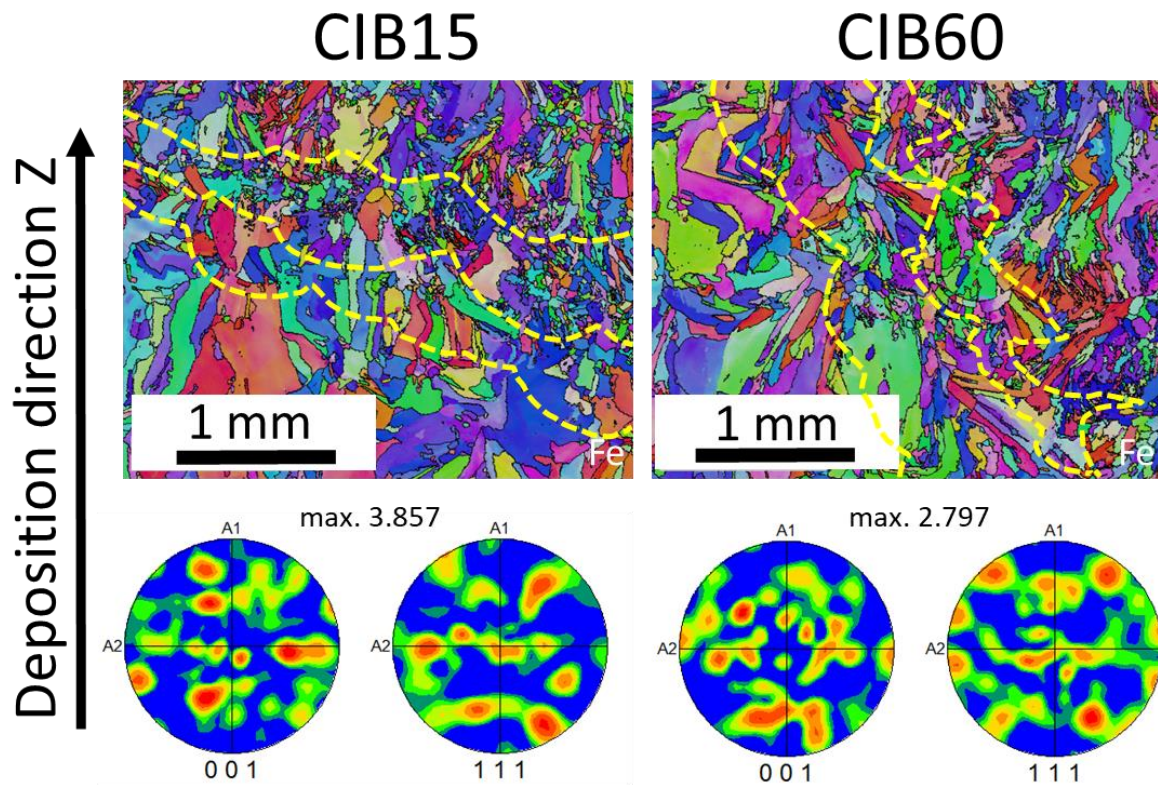 CIB15
CIB60
Deposition direction Z
1 mm
Fe
1 mm
Fe
max. 3.857
max. 2.797
A1
A2
0 0 1
A1
A2
1 1 1
A1
A2
0 0 1
A1
A2
1 1 1